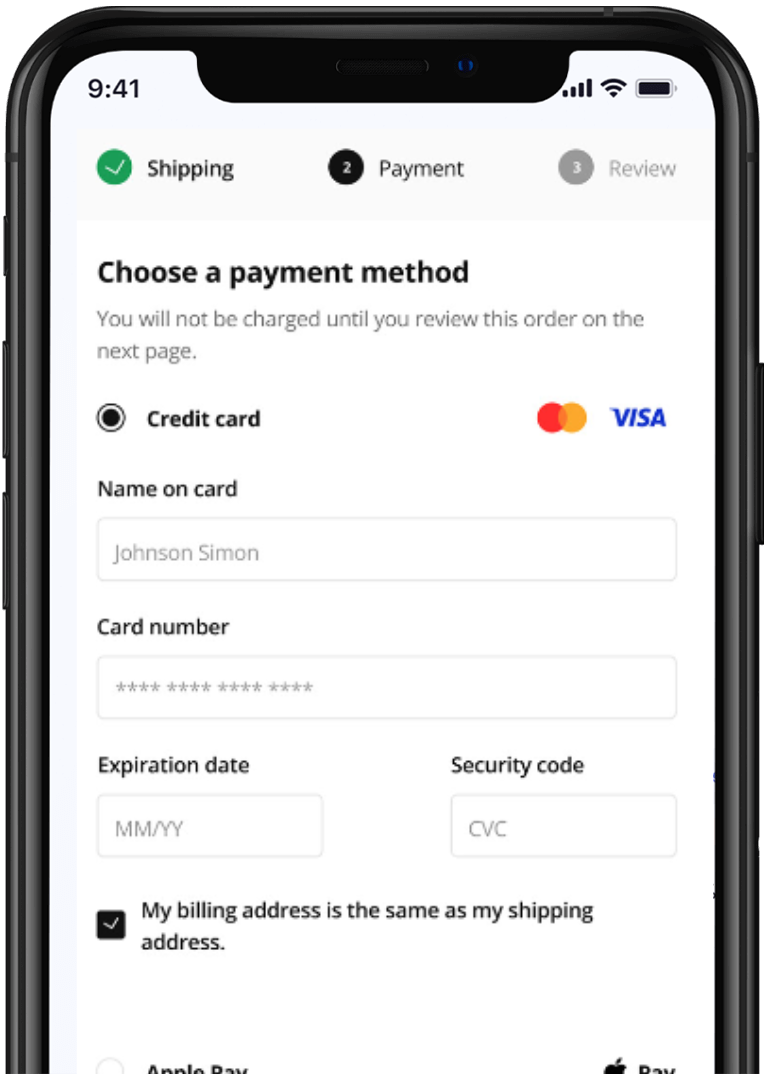 9:41
Shipping 2 Payment 3 Review
Choose a payment method
You will not be charged until you review this order on the
next page.
Credit card VISA
Name on card
Johnson Simon
Card number
**** **** **** ****
Expiration date Security code
MM/YY CVC
My billing address is the same as my shipping
address.
Apple Pay Pay